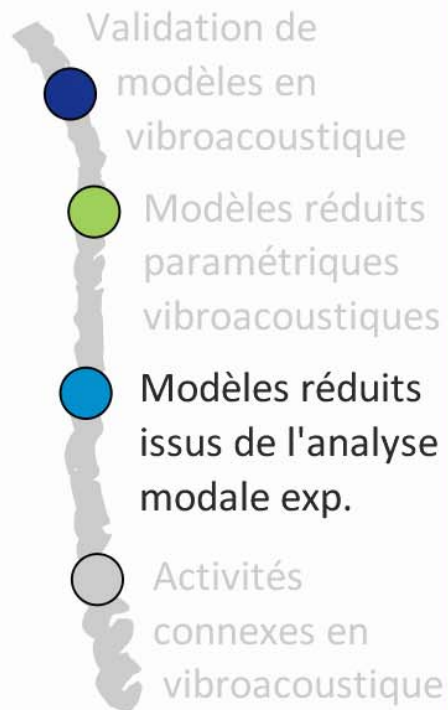 Validation de
modèles en
vibroacoustique
Modèles réduits
paramétriques
vibroacoustiques
Modèles réduits
issus de l'analyse
modale exp.
Activités
connexes en
vibroacoustique